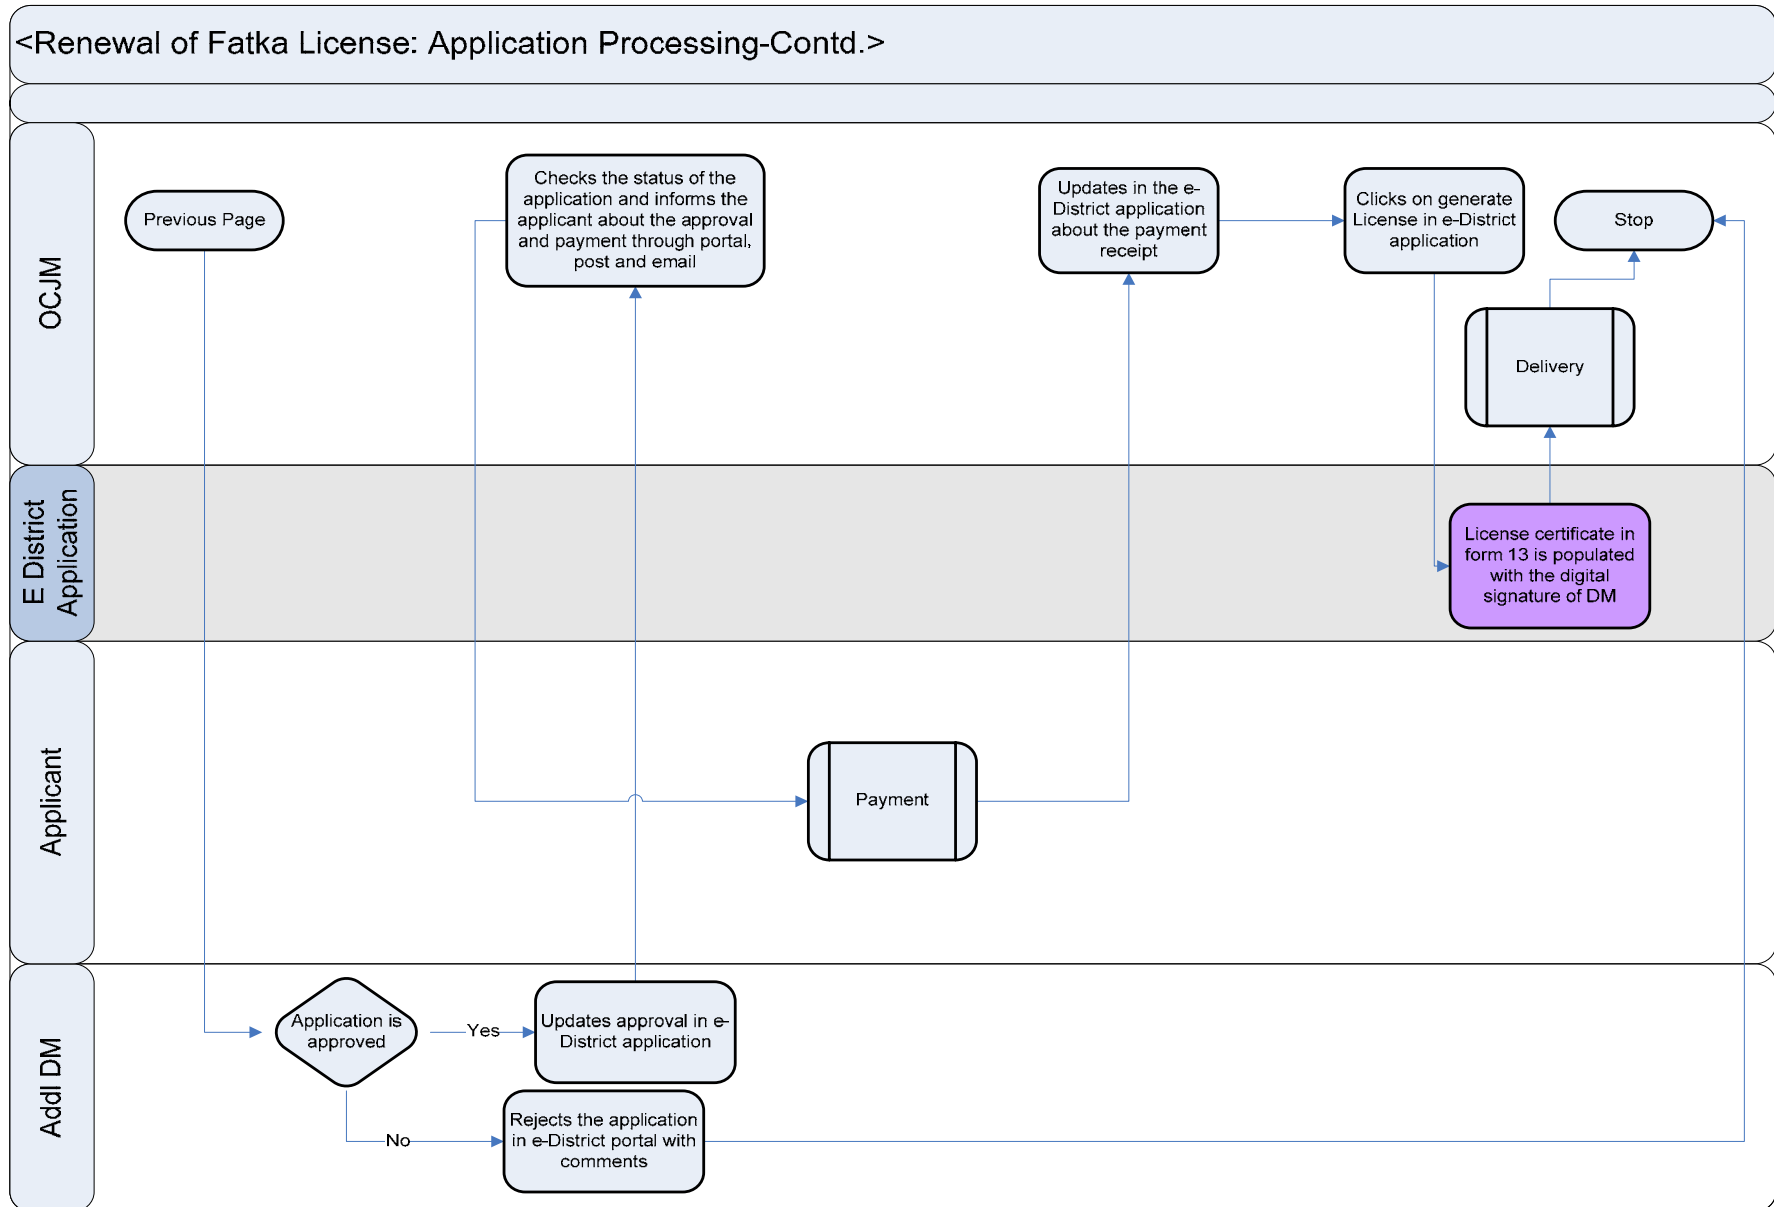 <Renewal of Fatka License: Application Processing-Contd.>
OCJM
Previous Page
Checks the status of the
application and informs the
applicant about the approval
and payment through portal,
post and email
Updates in the e-
District application
about the payment
receipt
Clicks on generate
License in e-District
application
Stop
Delivery
E District
Application
License certificate in
form 13 is populated
with the digital
signature of DM
Applicant
Payment
Addl DM
Application is
approved
Yes
Updates approval in e-
District application
No
Rejects the application
in e-District portal with
comments